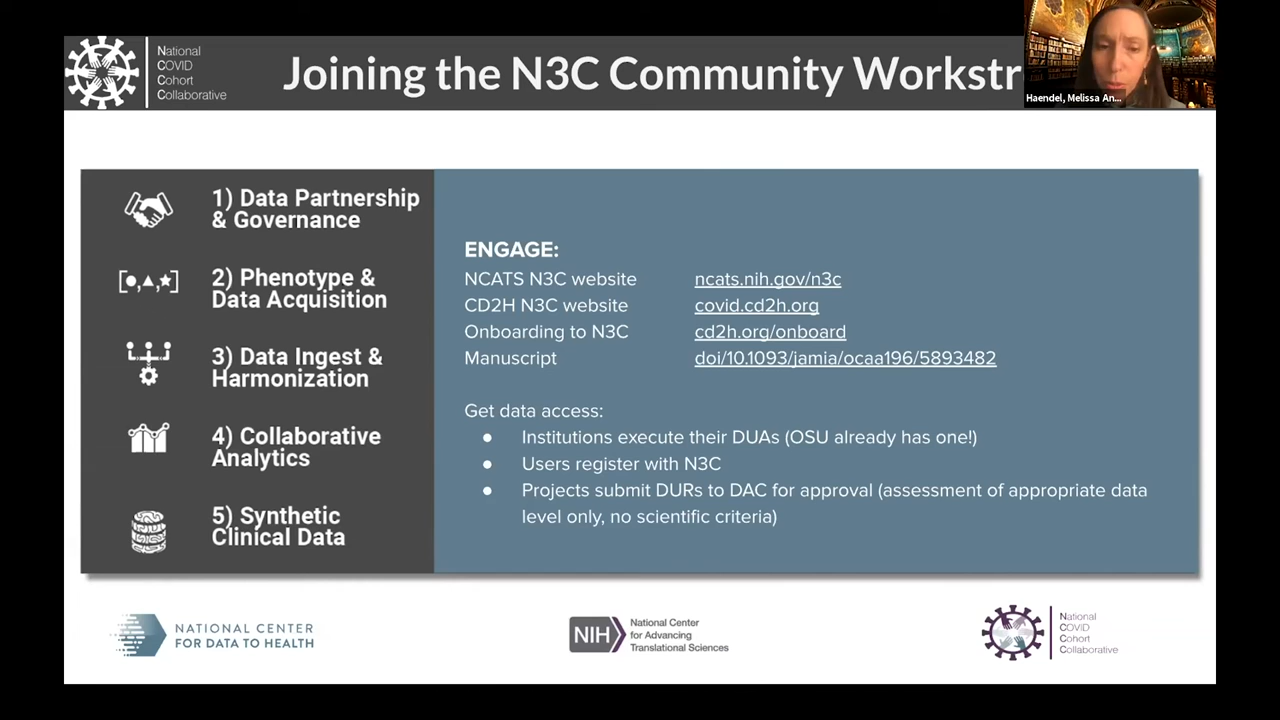 National
COVID
Cohort
Collaborative
Joining the N3C Community Workstr
Haendel, Melissa An...
1) Data Partnership
& Governance
2) Phenotype &
Data Acquisition
3) Data Ingest &
Harmonization
4) Collaborative
Analytics
5) Synthetic
Clinical Data
ENGAGE:
NCATS N3C website ncats.nih.gov/n3c
CD2H N3C website covid.cd2h.org
Onboarding to N3C cd2h.org/onboard
Manuscript doi/10.1093/jamia/ocaa196/5893482
Get data access:
● Institutions execute their DUAs (OSU already has one!)
● Users register with N3C
● Projects submit DURs to DAC for approval (assessment of appropriate data
level only, no scientific criteria)
NATIONAL CENTER
FOR DATA TO HEALTH
NIH
National Center
for Advancing
Translational Sciences
National
COVID
Cohort
Collaborative